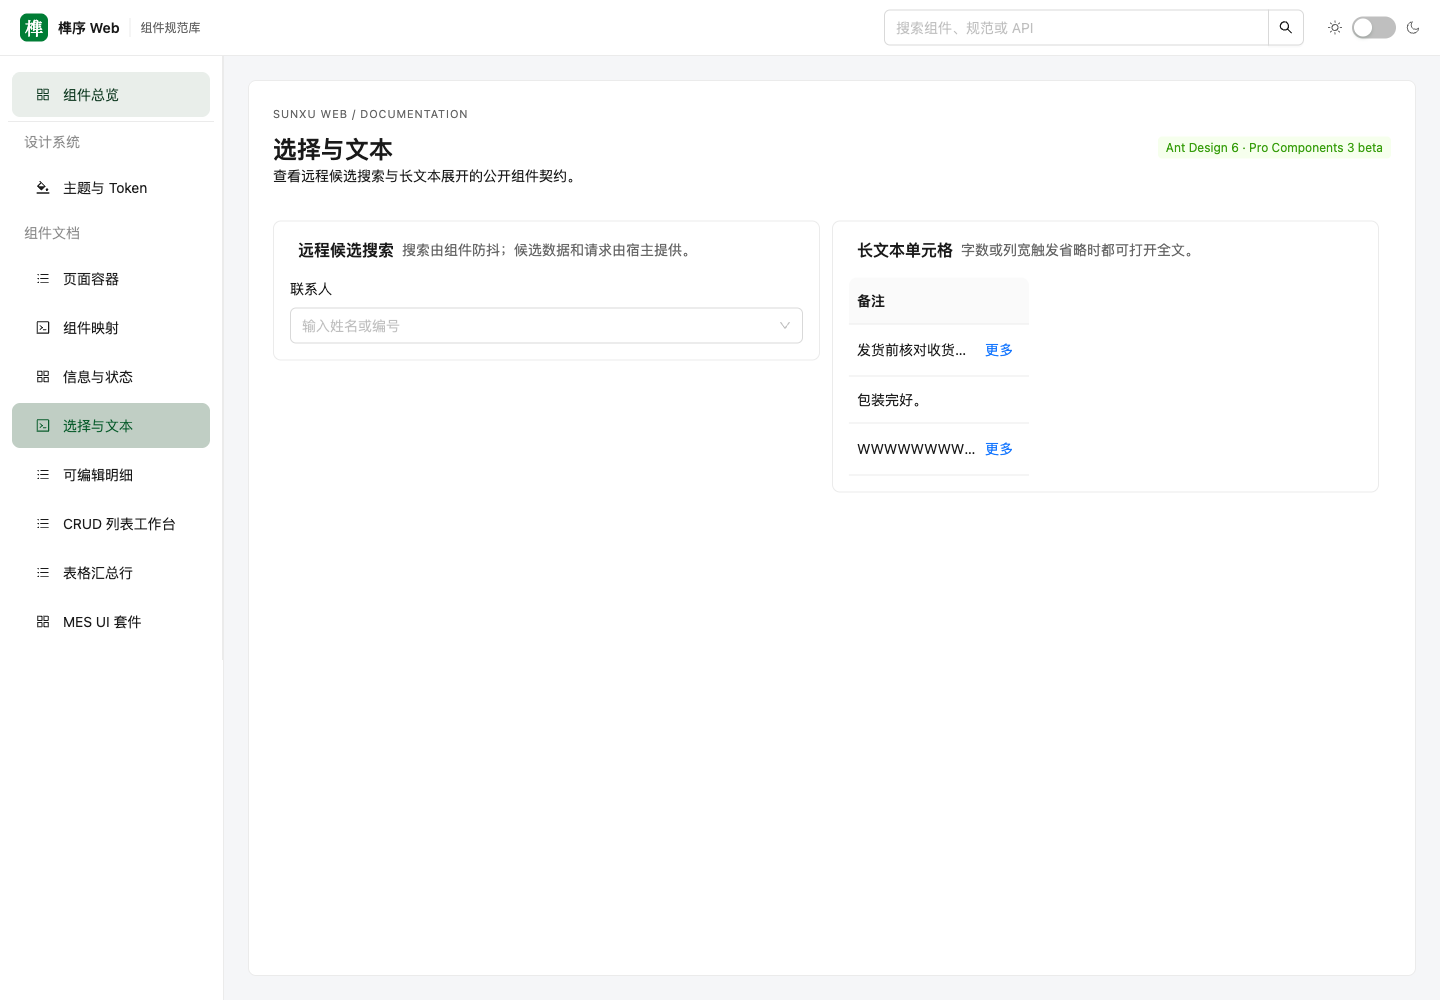 榫
榫序 Web
组件规范库
搜索组件、规范或 API
组件总览
设计系统
主题与 Token
组件文档
页面容器
组件映射
信息与状态
选择与文本
可编辑明细
CRUD 列表工作台
表格汇总行
MES UI 套件
SUNXU WEB / DOCUMENTATION
选择与文本
Ant Design 6 · Pro Components 3 beta
查看远程候选搜索与长文本展开的公开组件契约。
远程候选搜索 搜索由组件防抖；候选数据和请求由宿主提供。
联系人
输入姓名或编号
长文本单元格 字数或列宽触发省略时都可打开全文。
备注
发货前核对收货... 更多
包装完好。
WWWWWWWW... 更多